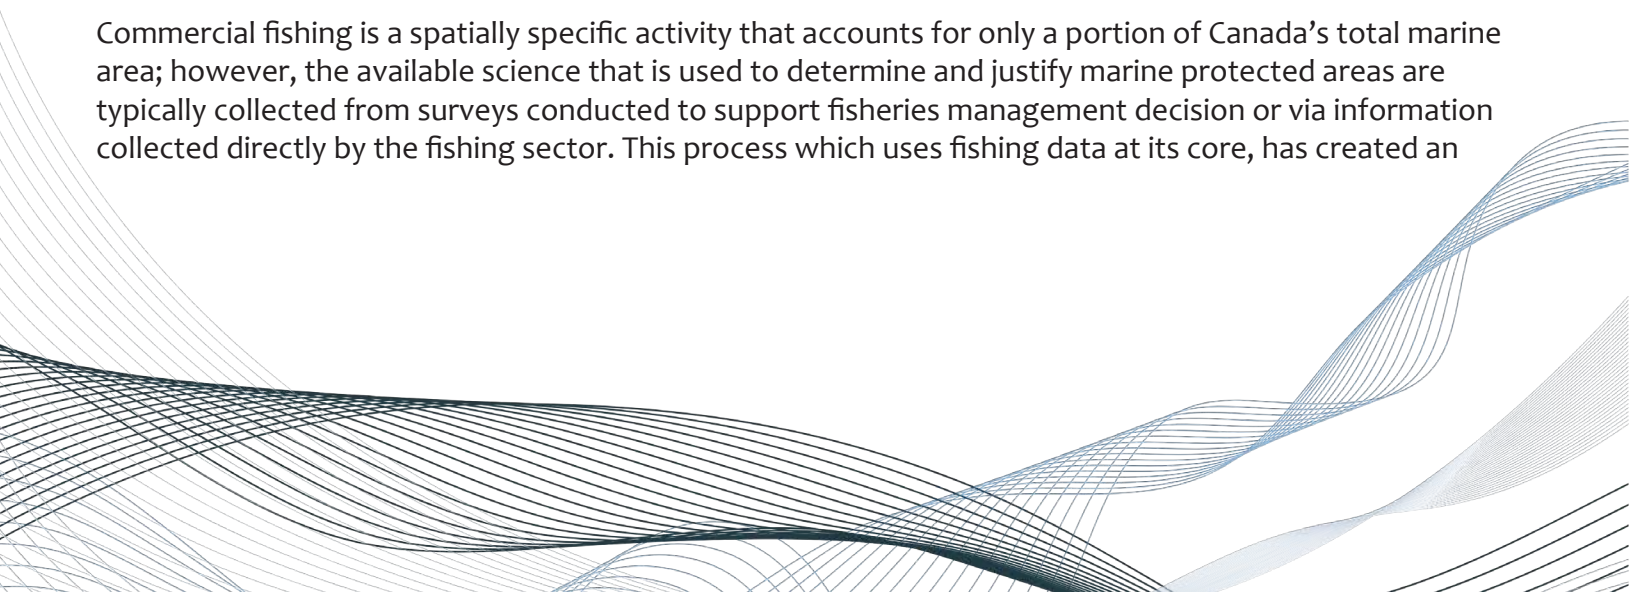 Commercial fishing is a spatially specific activity that accounts for only a portion of Canada’s total marine
area; however, the available science that is used to determine and justify marine protected areas are
typically collected from surveys conducted to support fisheries management decision or via information
collected directly by the fishing sector. This process which uses fishing data at its core, has created an